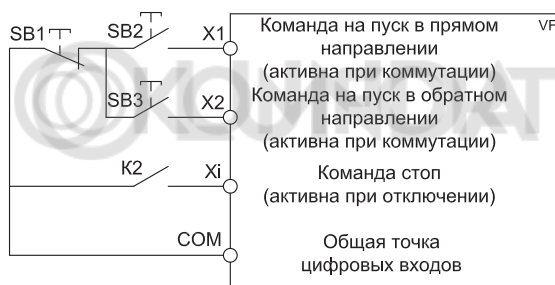 SB1
SB2
X1
Команда на пуск в прямом
направлении
(активна при коммутации)
VF
SB3
X2
Команда на пуск в обратном
направлении
(активна при коммутации)
К2
Xi
Команда стоп
(активна при отключении)
COM
Общая точка
цифровых входов